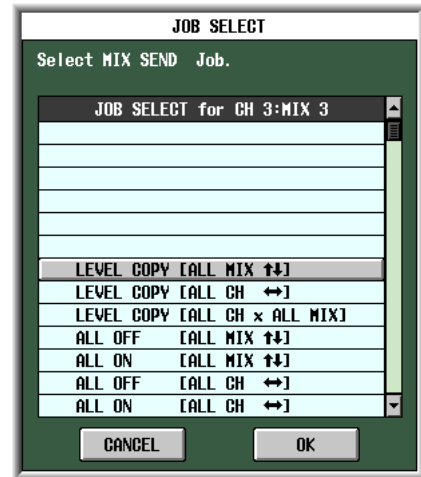 JOB SELECT
Select MIX SEND Job.
JOB SELECT for CH 3:MIX 3
LEVEL COPY [ALL MIX ↑↓]
LEVEL COPY [ALL CH ↔]
LEVEL COPY [ALL CH x ALL MIX]
ALL OFF [ALL MIX ↑↓]
ALL ON [ALL MIX ↑↓]
ALL OFF [ALL CH ↔]
ALL ON [ALL CH ↔]
CANCEL OK